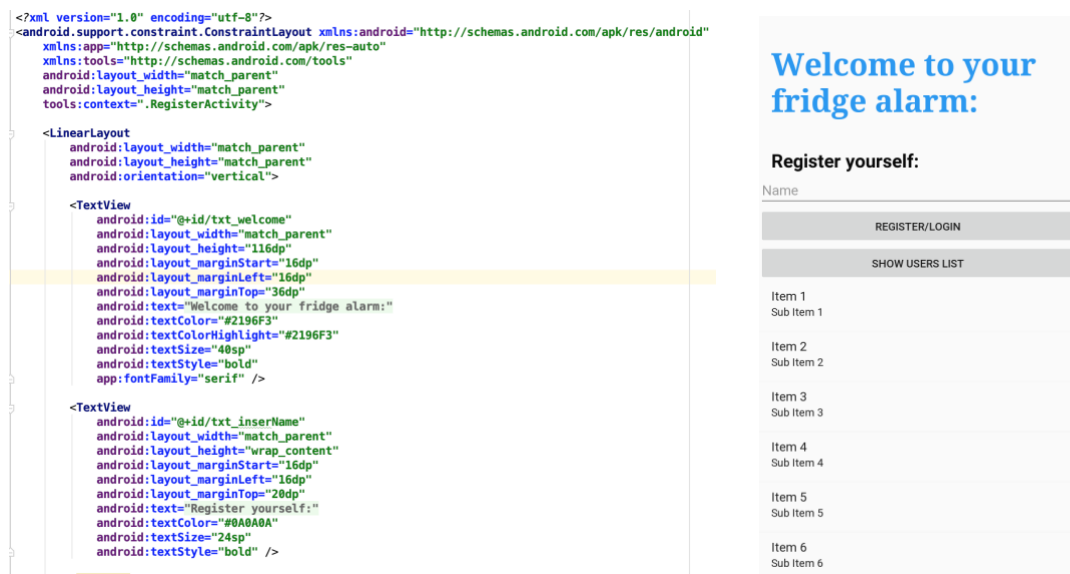 <?xml version="1.0" encoding="utf-8"?>
<android.support.constraint.ConstraintLayout xmlns:android="http://schemas.android.com/apk/res/android"
    xmlns:app="http://schemas.android.com/apk/res-auto"
    xmlns:tools="http://schemas.android.com/tools"
    android:layout_width="match_parent"
    android:layout_height="match_parent"
    tools:context=".RegisterActivity">

    <LinearLayout
        android:layout_width="match_parent"
        android:layout_height="match_parent"
        android:orientation="vertical">

        <TextView
            android:id="@+id/txt_welcome"
            android:layout_width="match_parent"
            android:layout_height="116dp"
            android:layout_marginStart="16dp"
            android:layout_marginLeft="16dp"
            android:layout_marginTop="36dp"
            android:text="Welcome to your fridge alarm:"
            android:textColor="#2196F3"
            android:textColorHighlight="#2196F3"
            android:textSize="40sp"
            android:textStyle="bold"
            app:fontFamily="serif" />

        <TextView
            android:id="@+id/txt_inserName"
            android:layout_width="match_parent"
            android:layout_height="wrap_content"
            android:layout_marginStart="16dp"
            android:layout_marginLeft="16dp"
            android:layout_marginTop="20dp"
            android:text="Register yourself:"
            android:textColor="#0A0A0A"
            android:textSize="24sp"
            android:textStyle="bold" />

Welcome to your
fridge alarm:
Register yourself:
Name
REGISTER/LOGIN
SHOW USERS LIST
Item 1
Sub Item 1
Item 2
Sub Item 2
Item 3
Sub Item 3
Item 4
Sub Item 4
Item 5
Sub Item 5
Item 6
Sub Item 6